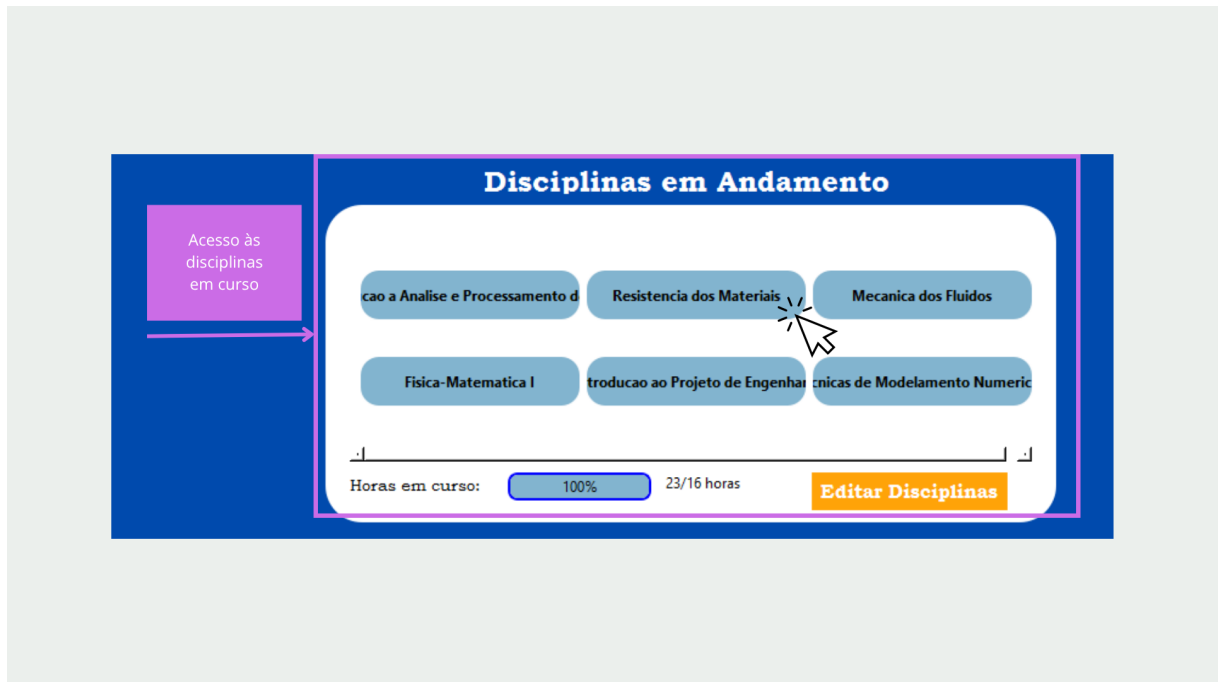 Disciplinas em Andamento
Acesso às
disciplinas
em curso
cao a Analise e Processamento d
Resistencia dos Materiais
Mecanica dos Fluidos
Fisica-Matematica I
troducao ao Projeto de Engenhar
cnicas de Modelamento Numeric
Horas em curso:
100%
23/16 horas
Editar Disciplinas